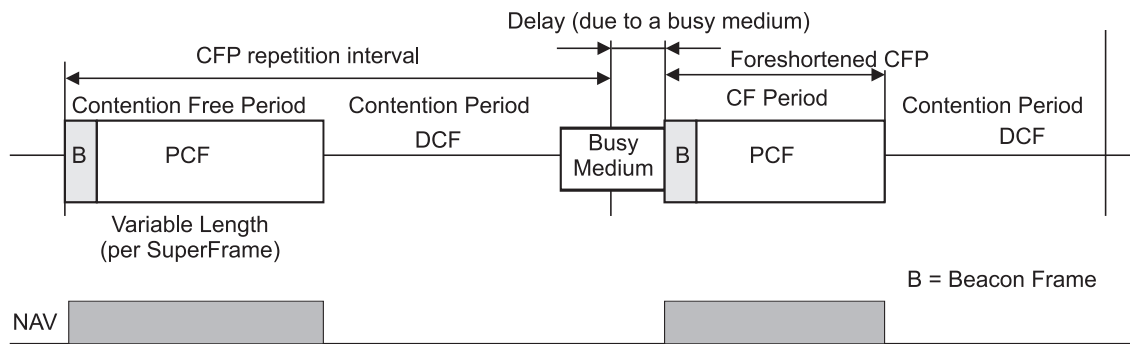 Delay (due to a busy medium)
CFP repetition interval
Foreshortened CFP
Contention Free Period
Contention Period
CF Period
Contention Period
DCF
DCF
B
PCF
Busy
Medium
B
PCF
Variable Length
(per SuperFrame)
B = Beacon Frame
NAV